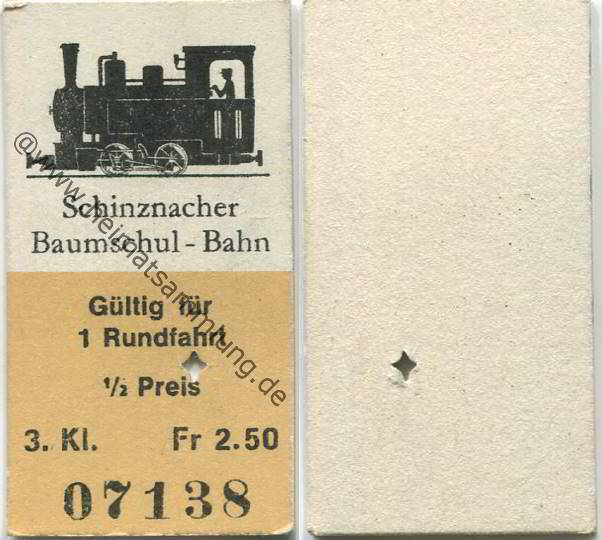 Schinznacher
Baumschul - Bahn
Gültig für
1 Rundfahrt
½ Preis
3. Kl. Fr 2.50
07138
@www.heimatsammlung.de